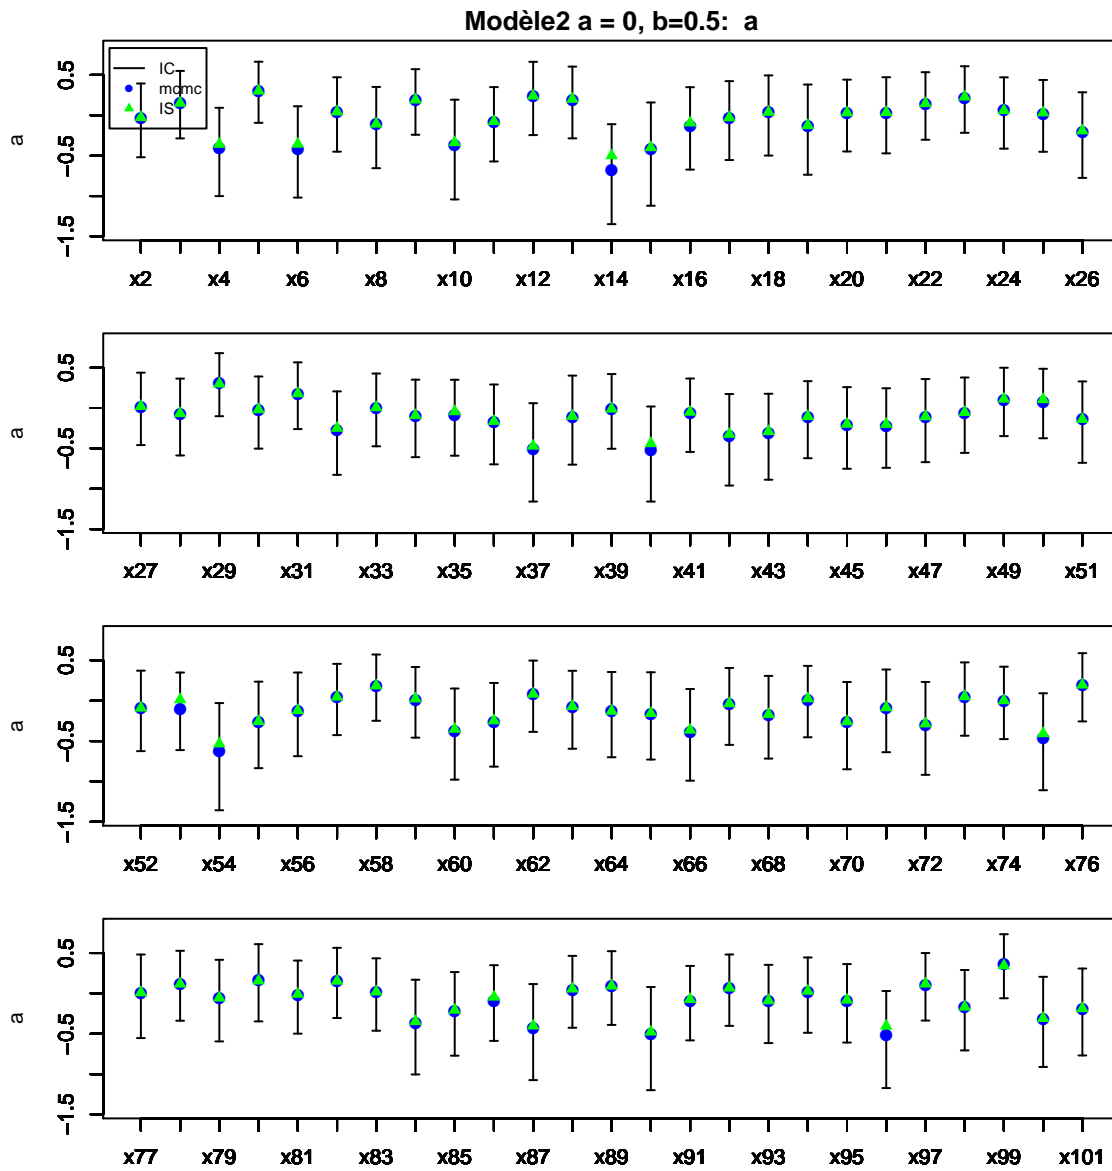 Modèle2 a = 0, b=0.5: a
IC
mcmc
IS
a
0.5
−0.5
−1.5
x2 x4 x6 x8 x10 x12 x14 x16 x18 x20 x22 x24 x26
a
0.5
−0.5
−1.5
x27 x29 x31 x33 x35 x37 x39 x41 x43 x45 x47 x49 x51
a
0.5
−0.5
−1.5
x52 x54 x56 x58 x60 x62 x64 x66 x68 x70 x72 x74 x76
a
0.5
−0.5
−1.5
x77 x79 x81 x83 x85 x87 x89 x91 x93 x95 x97 x99 x101